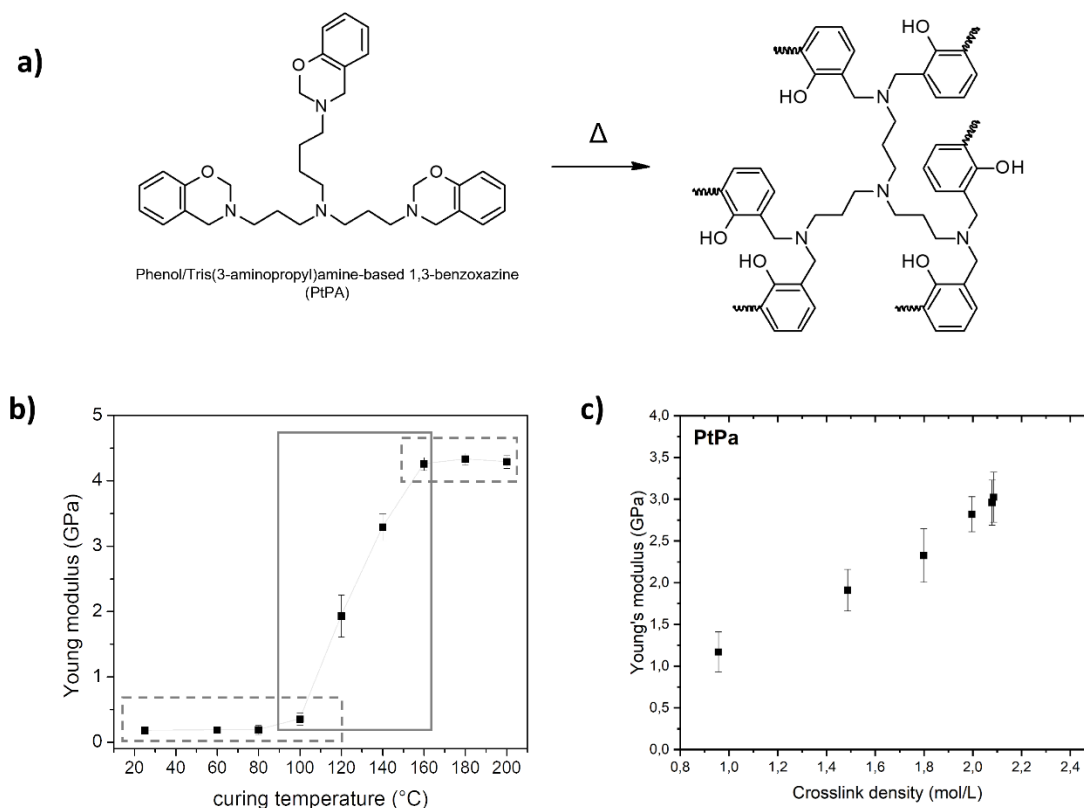 a)
O
N
O
N
N
N
O
Phenol/Tris(3-aminopropyl)amine-based 1,3-benzoxazine
(PtPA)
Δ
HO
HO
N
OH
N
HO
N
N
HO
HO
b)
Young modulus (GPa)
5
4
3
2
1
0
20 40 60 80 100 120 140 160 180 200
curing temperature (°C)
c)
PtPa
Young's modulus (GPa)
4,0
3,5
3,0
2,5
2,0
1,5
1,0
0,5
0,0
0,8 1,0 1,2 1,4 1,6 1,8 2,0 2,2 2,4
Crosslink density (mol/L)